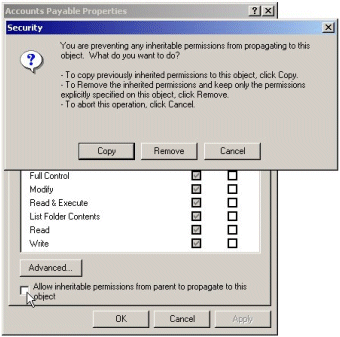 Accounts Payable Properties
Security
You are preventing any inheritable permissions from propagating to this
object. What do you want to do?
- To copy previously inherited permissions to this object, click Copy.
- To Remove the inherited permissions and keep only the permissions
explicitly specified on this object, click Remove.
- To abort this operation, click Cancel.
Copy Remove Cancel
Full Control
Modify
Read & Execute
List Folder Contents
Read
Write
Advanced...
Allow inheritable permissions from parent to propagate to this
object
OK Cancel Apply